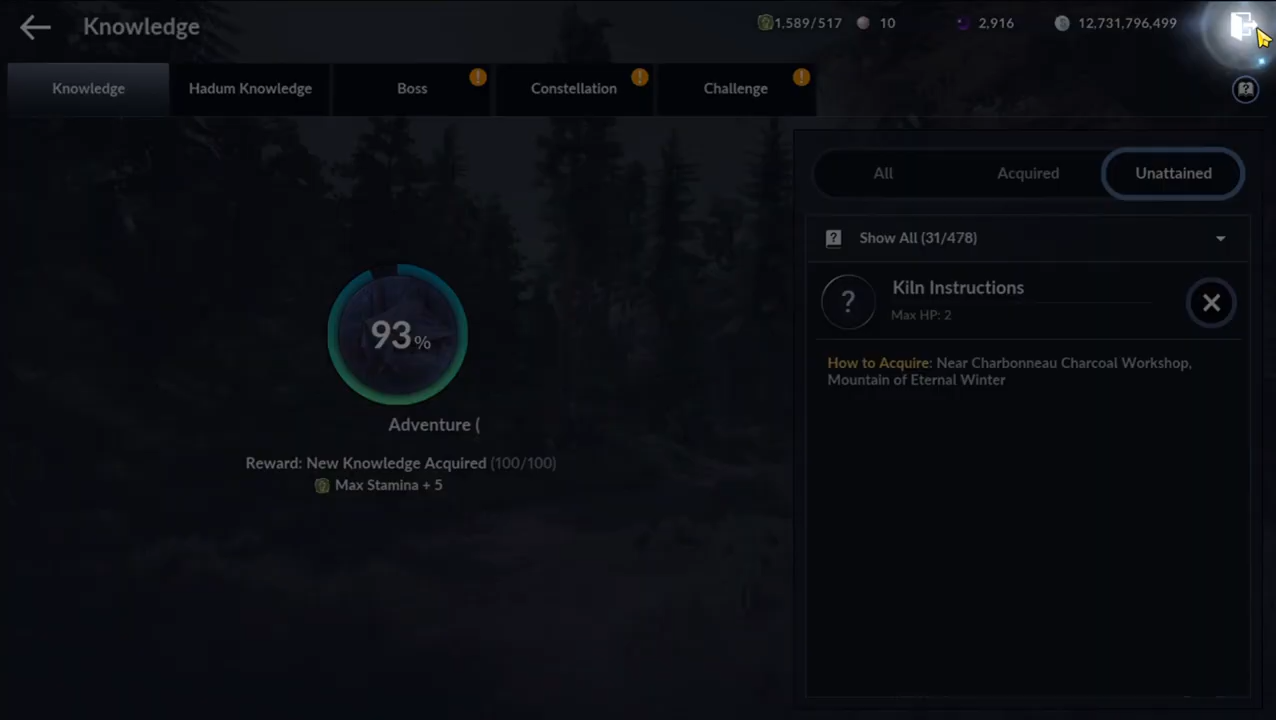 Knowledge
1,589/517
10
2,916
12,731,796,499
Knowledge
Hadum Knowledge
!
Boss
!
Constellation
!
Challenge
?
All
Acquired
Unattained
?
Show All (31/478)
?
Kiln Instructions
Max HP: 2
How to Acquire: Near Charbonneau Charcoal Workshop,
Mountain of Eternal Winter
93%
Adventure (
Reward: New Knowledge Acquired (100/100)
Max Stamina + 5